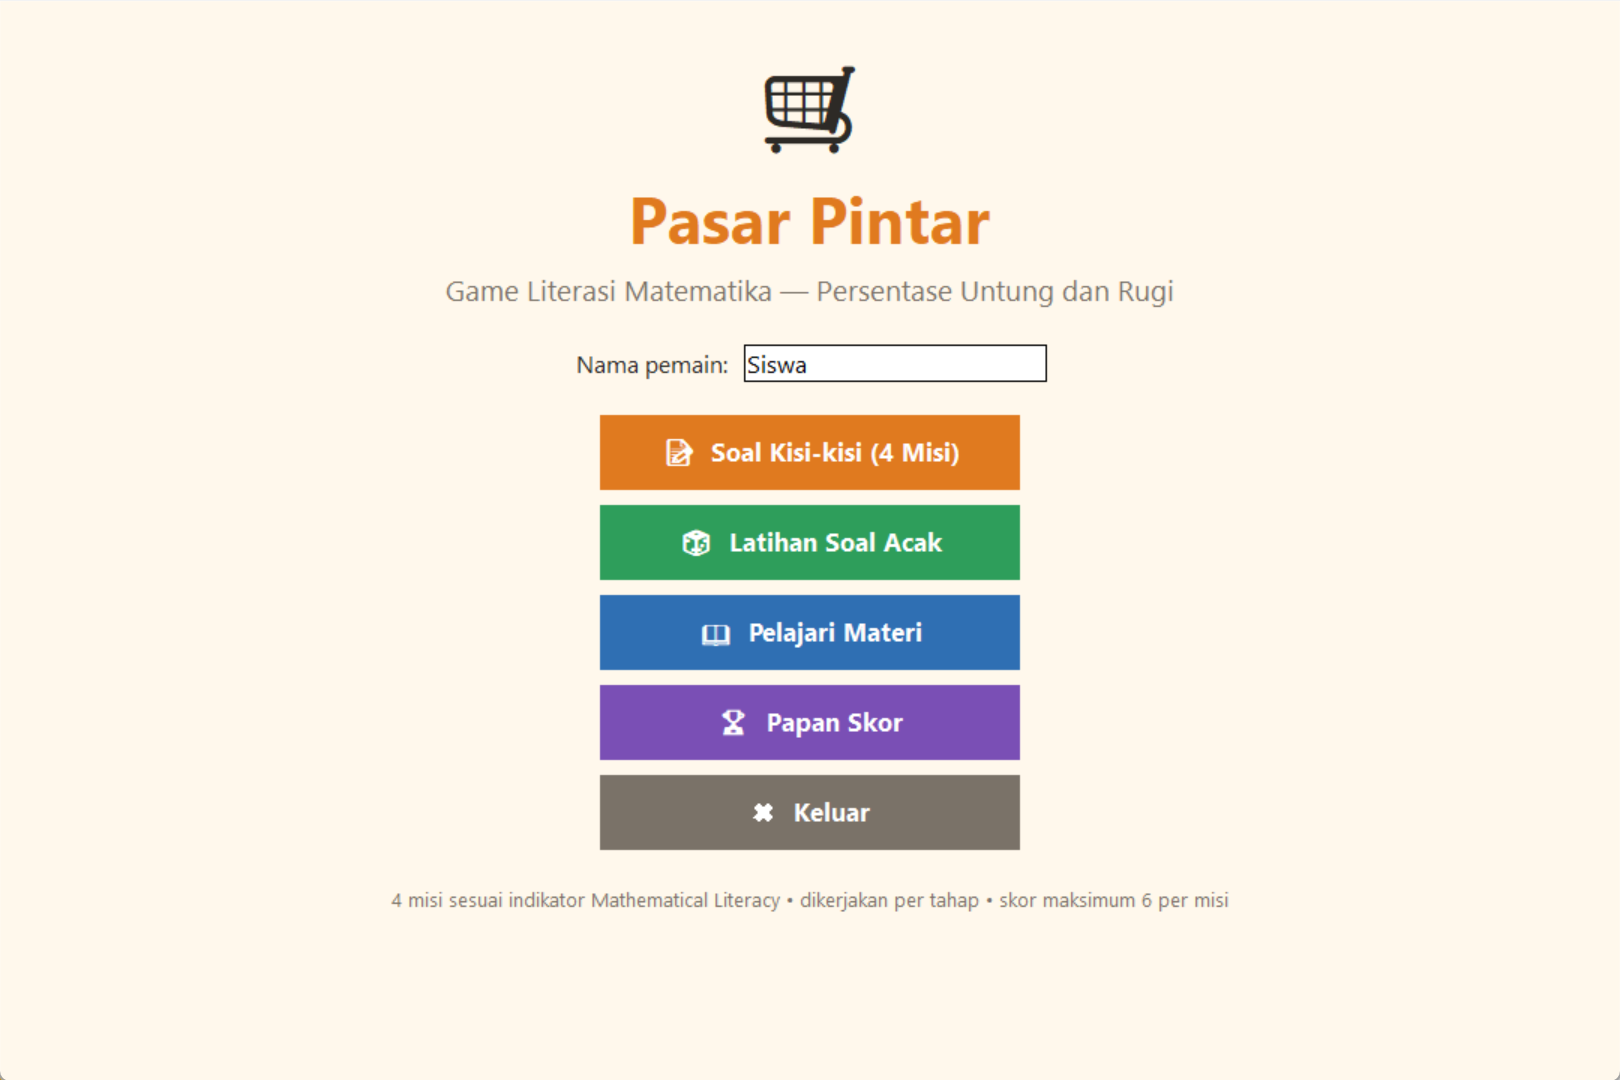 Pasar Pintar
Game Literasi Matematika — Persentase Untung dan Rugi
Nama pemain: Siswa
Soal Kisi-kisi (4 Misi)
Latihan Soal Acak
Pelajari Materi
Papan Skor
✖ Keluar
4 misi sesuai indikator Mathematical Literacy • dikerjakan per tahap • skor maksimum 6 per misi